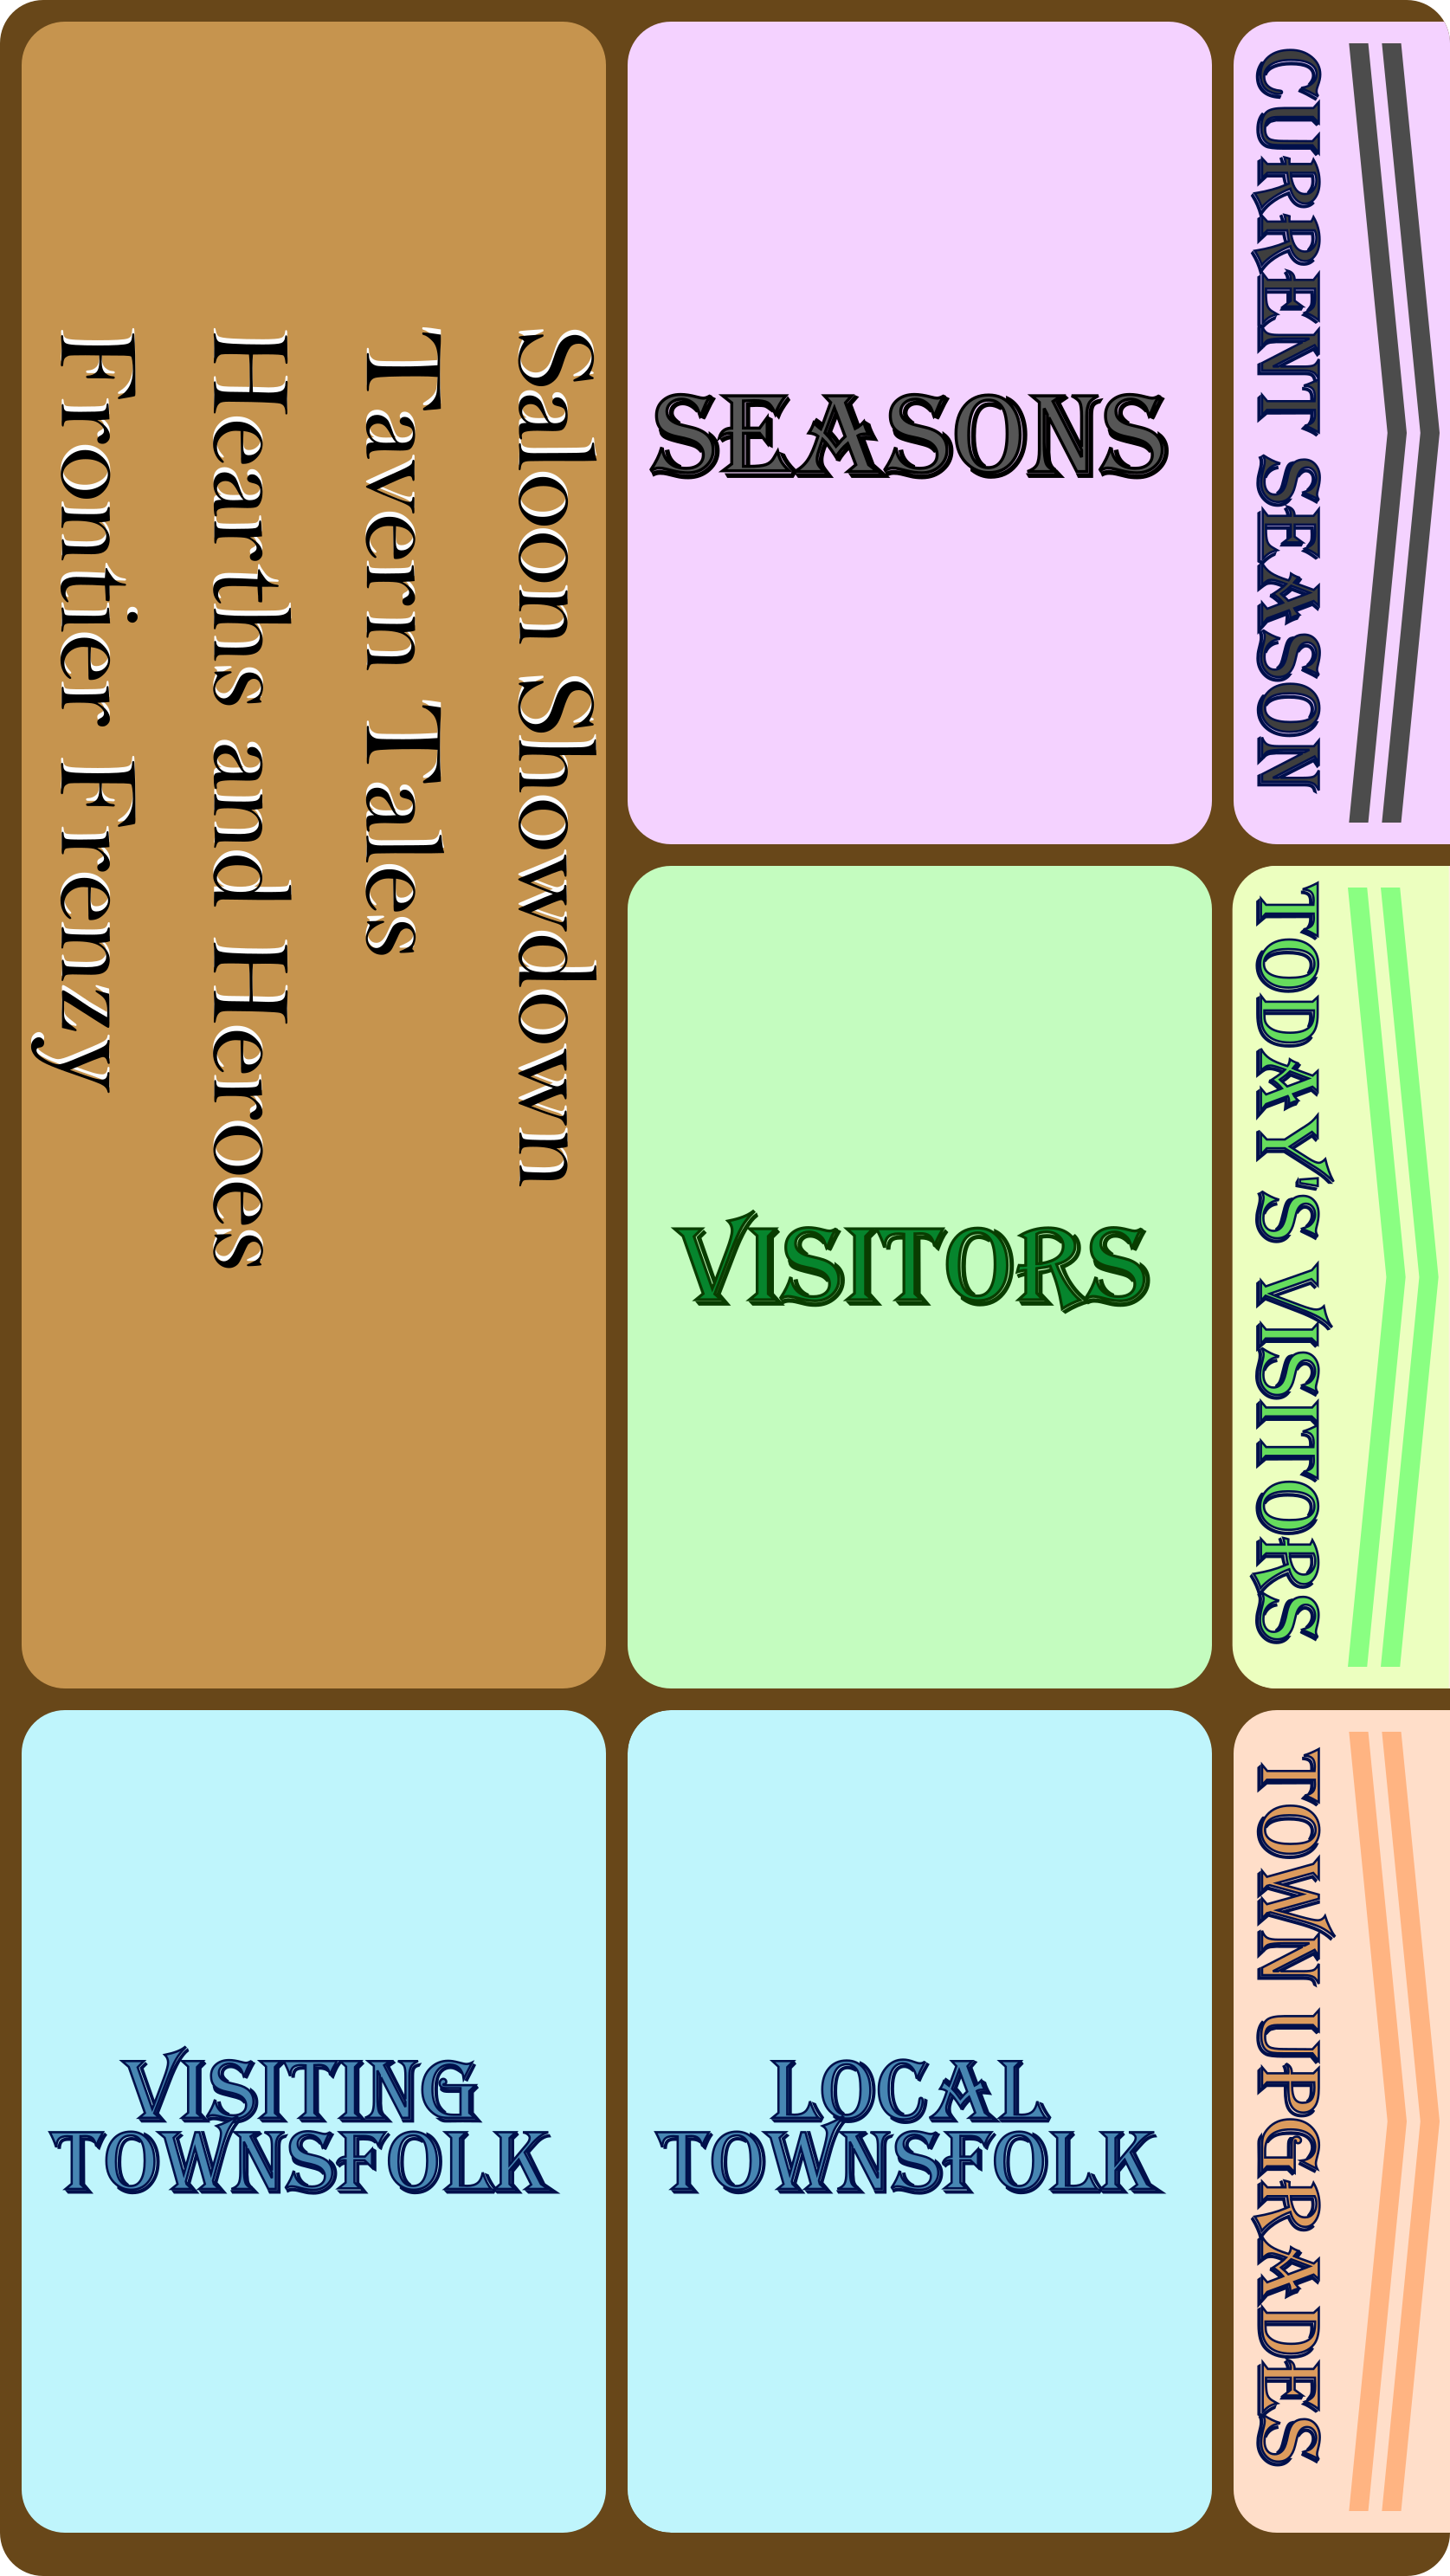 Saloon Showdown
Tavern Tales
Hearths and Heroes
Frontier Frenzy
SEASONS
CURRENT SEASON
VISITORS
TODAY'S VISITORS
VISITING
TOWNSFOLK
LOCAL
TOWNSFOLK
TOWN UPGRADES